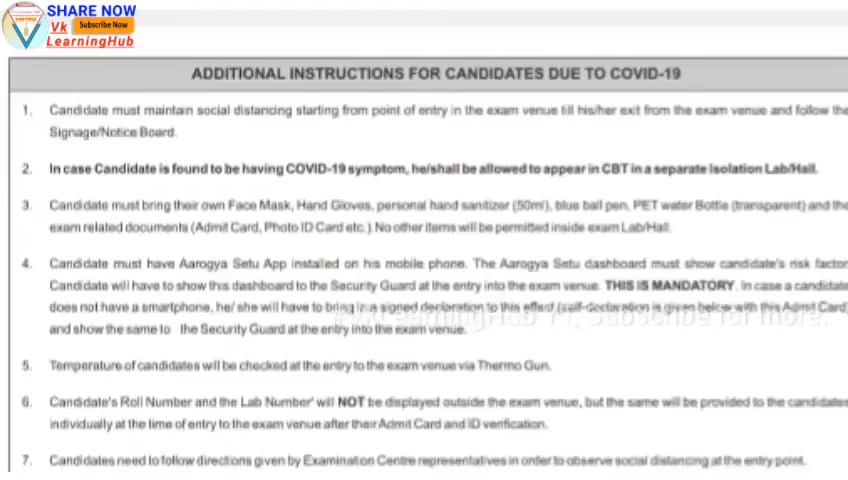 SHARE NOW
Vk
Subscribe Now
LearningHub
ADDITIONAL INSTRUCTIONS FOR CANDIDATES DUE TO COVID-19
1. Candidate must maintain social distancing starting from point of entry in the exam venue till his/her exit from the exam venue and follow the
Signage/Notice Board.
2. In case Candidate is found to be having COVID-19 symptom, he/shall be allowed to appear in CBT in a separate Isolation Lab/Hall.
3. Candidate must bring their own Face Mask, Hand Gloves, personal hand sanitizer (50ml), blue ball pen, PET water Bottle (transparent) and the
exam related documents (Admit Card, Photo ID Card etc.) No other items will be permitted inside exam Lab/Hall.
4. Candidate must have Aarogya Setu App installed on his mobile phone. The Aarogya Setu dashboard must show candidate's risk factor
Candidate will have to show this dashboard to the Security Guard at the entry into the exam venue. THIS IS MANDATORY. In case a candidate
does not have a smartphone, he/ she will have to bring in a signed declaration to this effect (self-declaration is given below with this Admit Card)
and show the same to the Security Guard at the entry into the exam venue.
Subscribe for more.
5. Temperature of candidates will be checked at the entry to the exam venue via Thermo Gun.
6. Candidate's Roll Number and the Lab Number' will NOT be displayed outside the exam venue, but the same will be provided to the candidates
individually at the time of entry to the exam venue after their Admit Card and ID verification.
7. Candidates need to follow directions given by Examination Centre representatives in order to observe social distancing at the entry point.